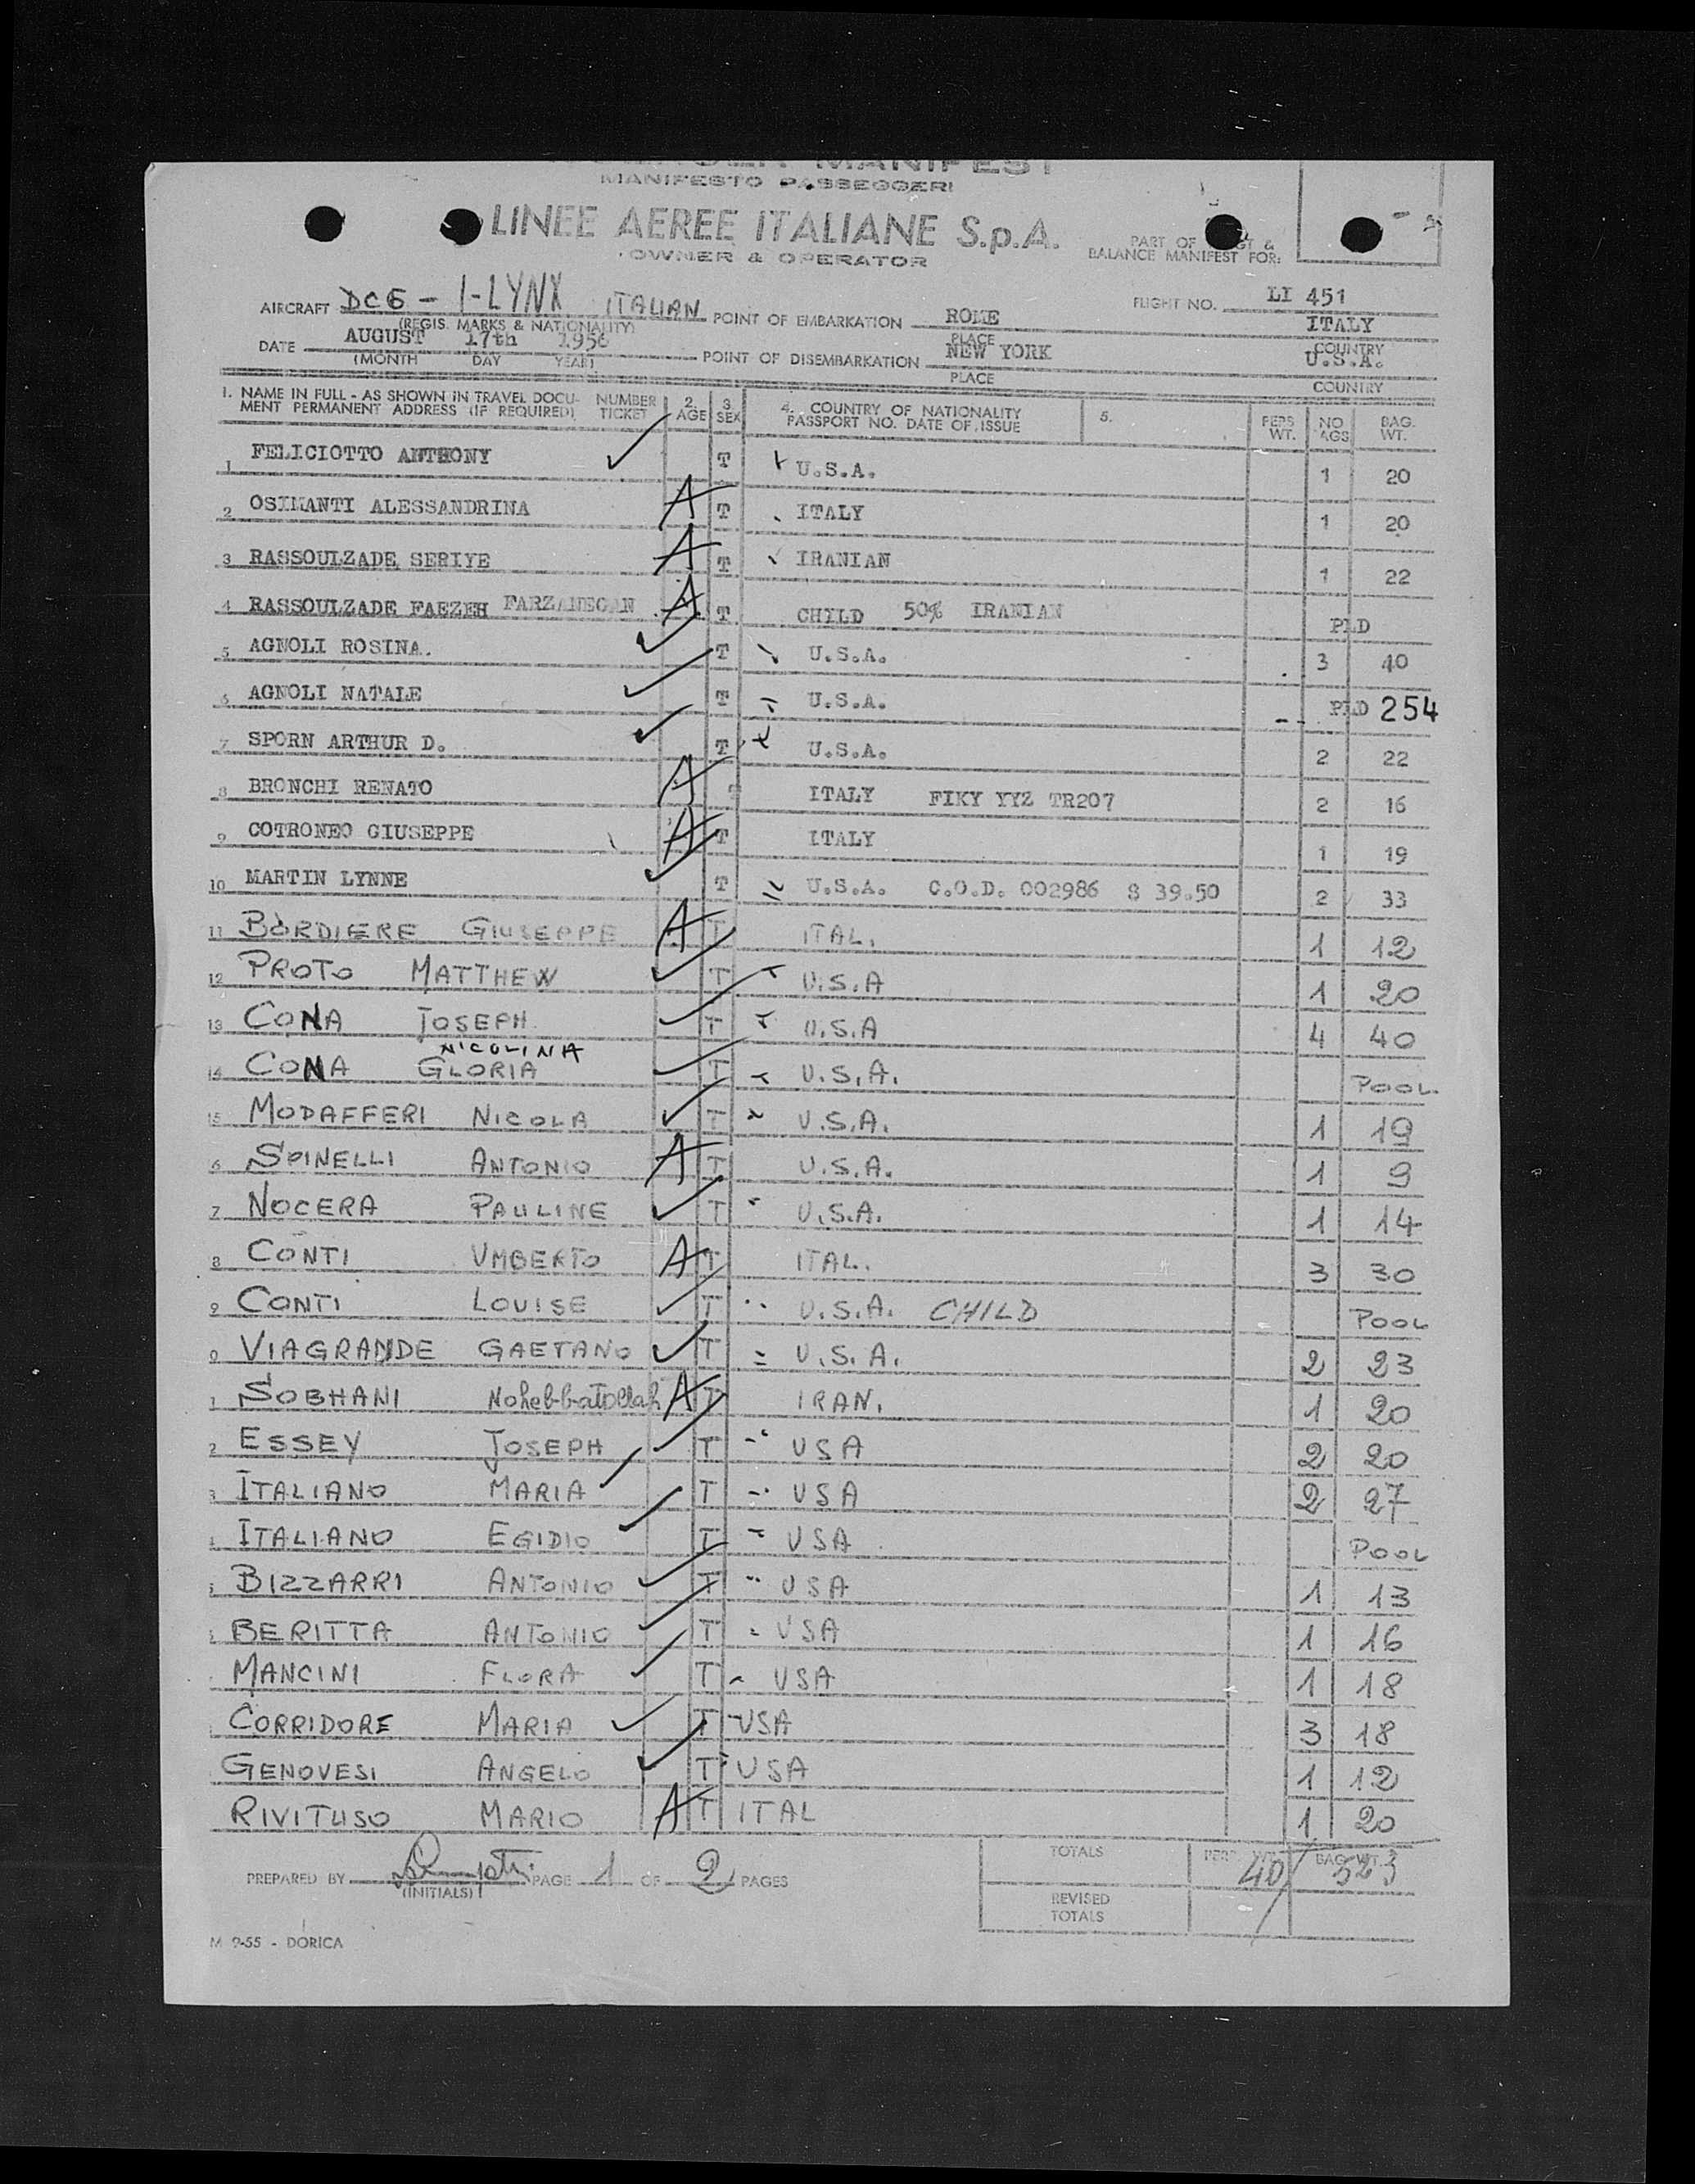 MANIFEST
MANIFESTO PASSEGGERI
LINEE AEREE ITALIANE S.p.A.
OWNER & OPERATOR
PART OF & BALANCE MANIFEST FOR:
AIRCRAFT DC6 - I-LYNX ITALIAN POINT OF EMBARKATION ROME FLIGHT NO. LI 451
(REGIS. MARKS & NATIONALITY) PLACE ITALY
DATE AUGUST 17th 1956 POINT OF DISEMBARKATION NEW YORK COUNTRY U.S.A.
(MONTH DAY YEAR) PLACE COUNTRY
1. NAME IN FULL - AS SHOWN IN TRAVEL DOCU- NUMBER 2. 3. 4. COUNTRY OF NATIONALITY 5. PERS NO BAG.
MENT PERMANENT ADDRESS (IF REQUIRED) TICKET AGE SEX PASSPORT NO. DATE OF ISSUE WT. AGS WT.
1 FELICIOTTO ANTHONY T U.S.A. 1 20
2 OSIMANTI ALESSANDRINA A T ITALY 1 20
3 RASSOULZADE SERIYE A T IRANIAN 1 22
4 RASSOULZADE FAEZEH FARZANEGAN A T CHILD 50% IRANIAN PLD
5 AGNOLI ROSINA. T U.S.A. 3 40
6 AGNOLI NATALE T U.S.A. PLD 254
7 SPORN ARTHUR D. T U.S.A. 2 22
8 BRONCHI RENATO A T ITALY FIKY YYZ TR207 2 16
9 COTRONEO GIUSEPPE A T ITALY 1 19
10 MARTIN LYNNE T U.S.A. C.O.D. 002986 $ 39.50 2 33
11 BORDIERE GIUSEPPE A T ITAL. 1 12
12 PROTO MATTHEW T U.S.A 1 20
13 CONA JOSEPH T U.S.A 4 40
NICOLINA
14 CONA GLORIA T U.S.A. POOL
15 MODAFFERI NICOLA T U.S.A. 1 19
6 SPINELLI ANTONIO A T U.S.A. 1 9
7 NOCERA PAULINE T U.S.A. 1 14
8 CONTI UMBERTO A T ITAL. 3 30
9 CONTI LOUISE T U.S.A. CHILD POOL
0 VIAGRANDE GAETANO T U.S.A. 2 23
1 SOBHANI A T IRAN. 1 20
2 ESSEY JOSEPH T USA 2 20
3 ITALIANO MARIA T USA 2 27
ITALIANO EGIDIO T USA POOL
BIZZARRI ANTONIO T USA 1 13
BERITTA ANTONIO T USA 1 16
MANCINI FLORA T USA 1 18
CORRIDORE MARIA T USA 3 18
GENOVESI ANGELO T USA 1 12
RIVITUSO MARIO A T ITAL 1 20
TOTALS PERS. WT. 40 BAG. WT. 523
PREPARED BY PAGE 1 OF 2 PAGES
(INITIALS)
REVISED
TOTALS
M 9-55 - DORICA